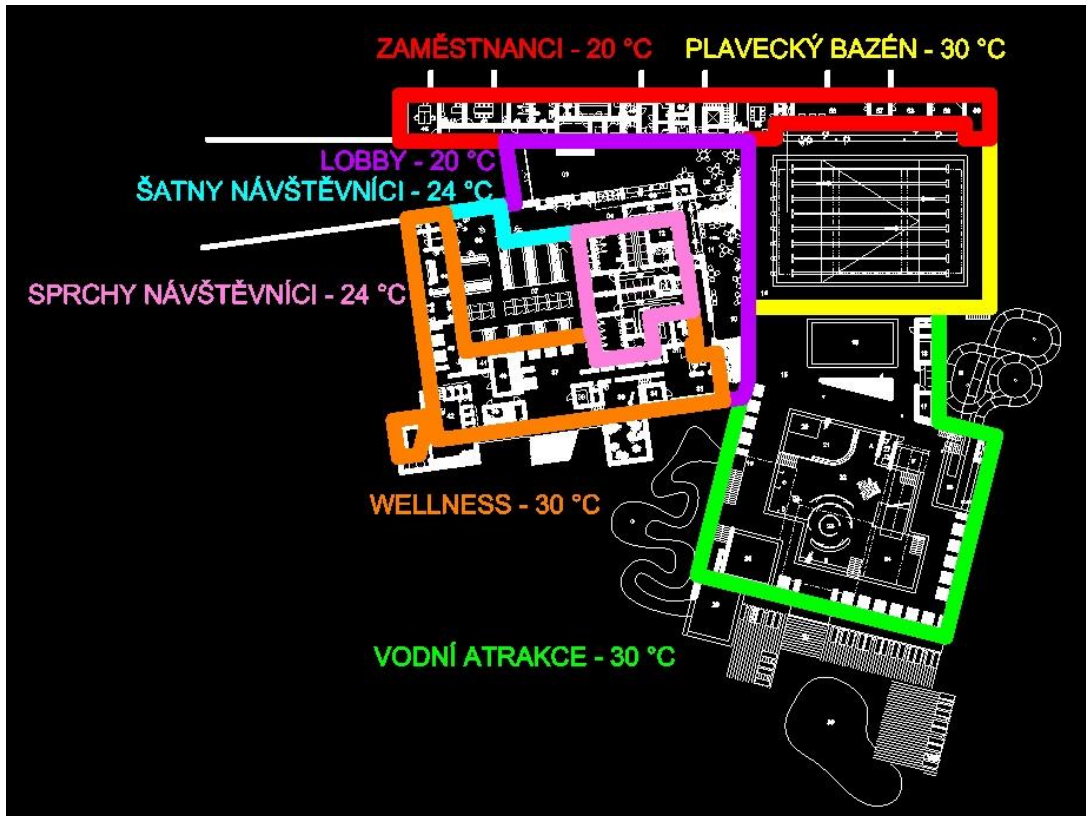 ZAMĚSTNANCI - 20 °C
PLAVECKÝ BAZÉN - 30 °C
LOBBY - 20 °C
ŠATNY NÁVŠTĚVNÍCI - 24 °C
SPRCHY NÁVŠTĚVNÍCI - 24 °C
WELLNESS - 30 °C
VODNÍ ATRAKCE - 30 °C